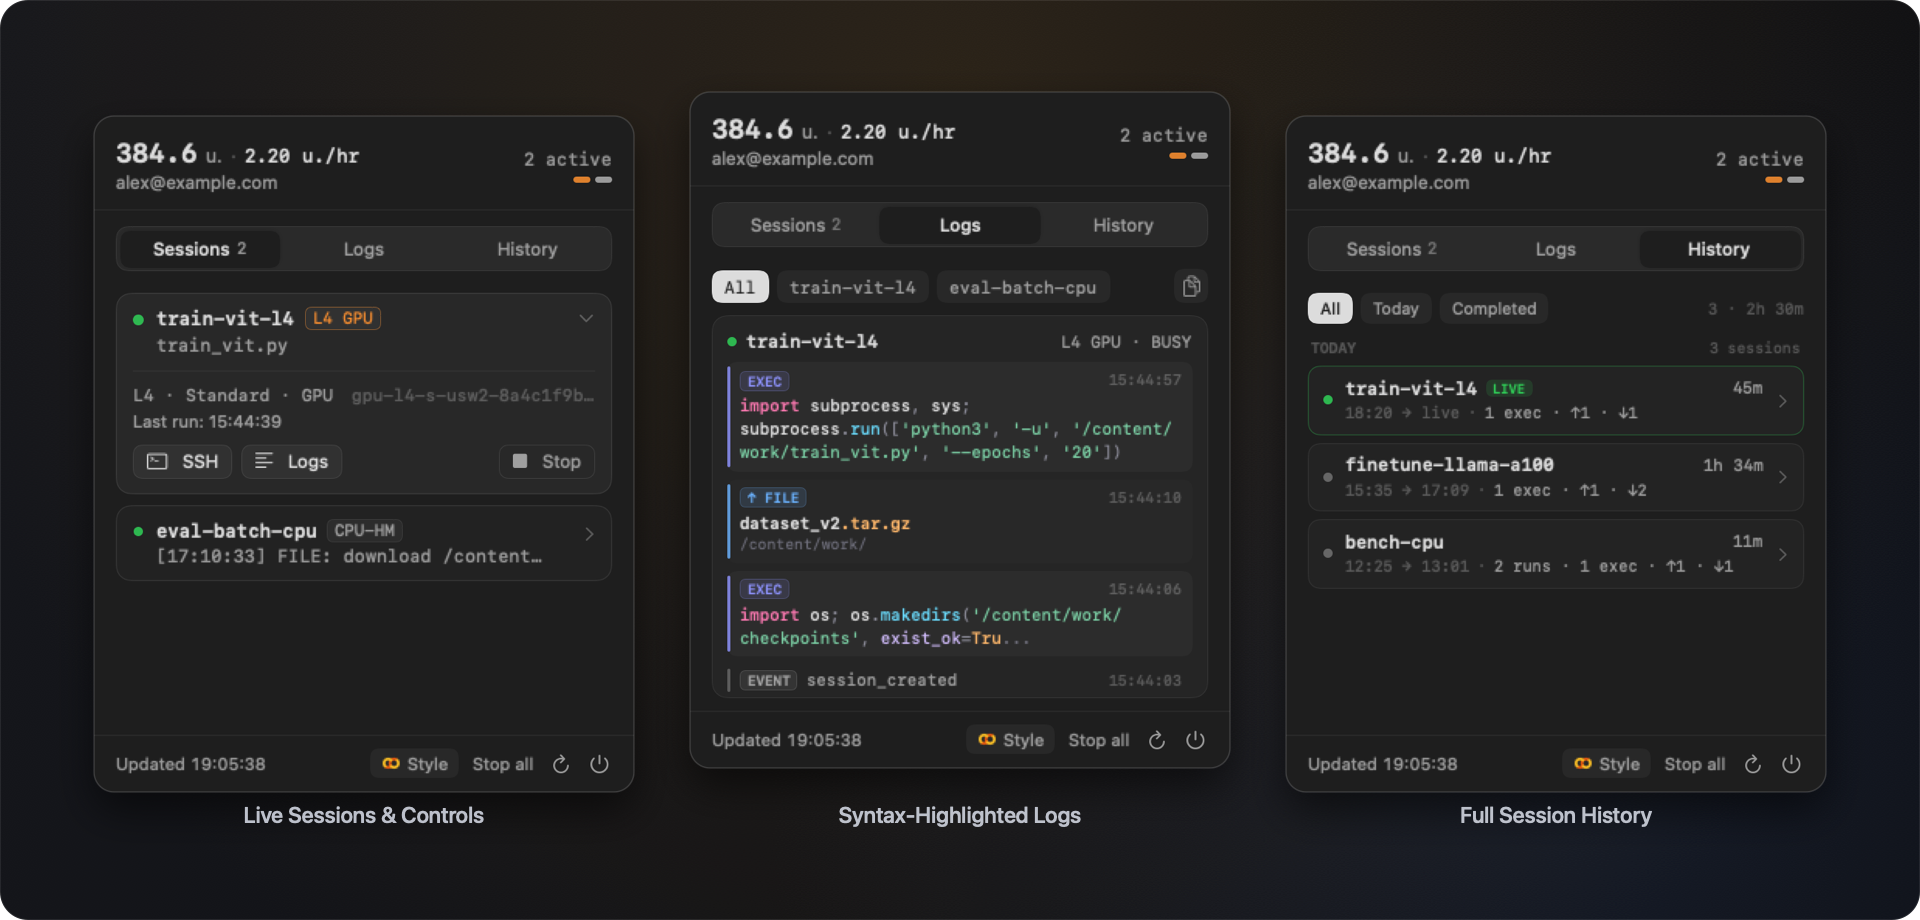 384.6 u. · 2.20 u./hr
2 active
alex@example.com
Sessions 2
Logs
History
train-vit-l4 L4 GPU
train_vit.py
L4 · Standard · GPU gpu-l4-s-usw2-8a4c1f9b…
Last run: 15:44:39
SSH
Logs
Stop
eval-batch-cpu CPU-HM
[17:10:33] FILE: download /content…
Updated 19:05:38
Style
Stop all
Live Sessions & Controls
384.6 u. · 2.20 u./hr
2 active
alex@example.com
Sessions 2
Logs
History
All
train-vit-l4
eval-batch-cpu
train-vit-l4
L4 GPU · BUSY
EXEC
15:44:57
import subprocess, sys;
subprocess.run(['python3', '-u', '/content/
work/train_vit.py', '--epochs', '20'])
↑ FILE
15:44:10
dataset_v2.tar.gz
/content/work/
EXEC
15:44:06
import os; os.makedirs('/content/work/
checkpoints', exist_ok=Tru...
EVENT session_created
15:44:03
Updated 19:05:38
Style
Stop all
Syntax-Highlighted Logs
384.6 u. · 2.20 u./hr
2 active
alex@example.com
Sessions 2
Logs
History
All
Today
Completed
3 · 2h 30m
TODAY
3 sessions
train-vit-l4 LIVE
45m
18:20 → live · 1 exec · ↑1 · ↓1
finetune-llama-a100
1h 34m
15:35 → 17:09 · 1 exec · ↑1 · ↓2
bench-cpu
11m
12:25 → 13:01 · 2 runs · 1 exec · ↑1 · ↓1
Updated 19:05:38
Style
Stop all
Full Session History